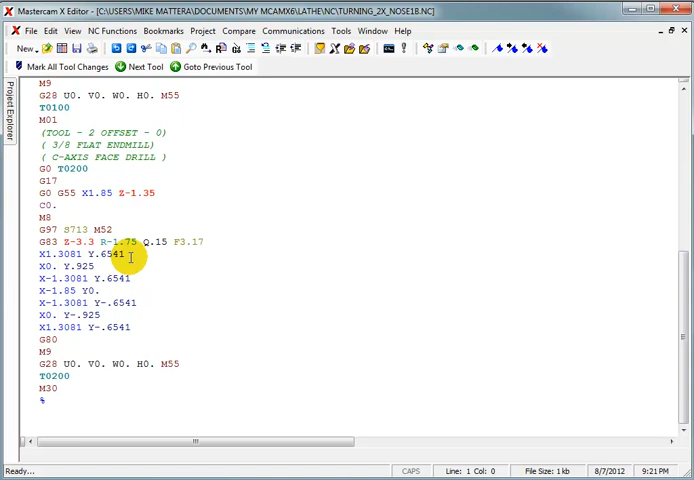 Mastercam X Editor - [C:\USERS\MIKE MATTERA\DOCUMENTS\MY MCAMX6\LATHE\NC\TURNING_2X_NOSE1B.NC]
File Edit View NC Functions Bookmarks Project Compare Communications Tools Window Help
New
Mark All Tool Changes Next Tool Goto Previous Tool
Project Explorer
M9
G28 U0. V0. W0. H0. M55
T0100
M01
(TOOL - 2 OFFSET - 0)
( 3/8 FLAT ENDMILL)
( C-AXIS FACE DRILL )
G0 T0200
G17
G0 G55 X1.85 Z-1.35
C0.
M8
G97 S713 M52
G83 Z-3.3 R-1.75 Q.15 F3.17
X1.3081 Y.6541
X0. Y.925
X-1.3081 Y.6541
X-1.85 Y0.
X-1.3081 Y-.6541
X0. Y-.925
X1.3081 Y-.6541
G80
M9
G28 U0. V0. W0. H0. M55
T0200
M30
%
Ready... CAPS Line: 1 Col: 0 File Size: 1 kb 8/7/2012 9:21 PM